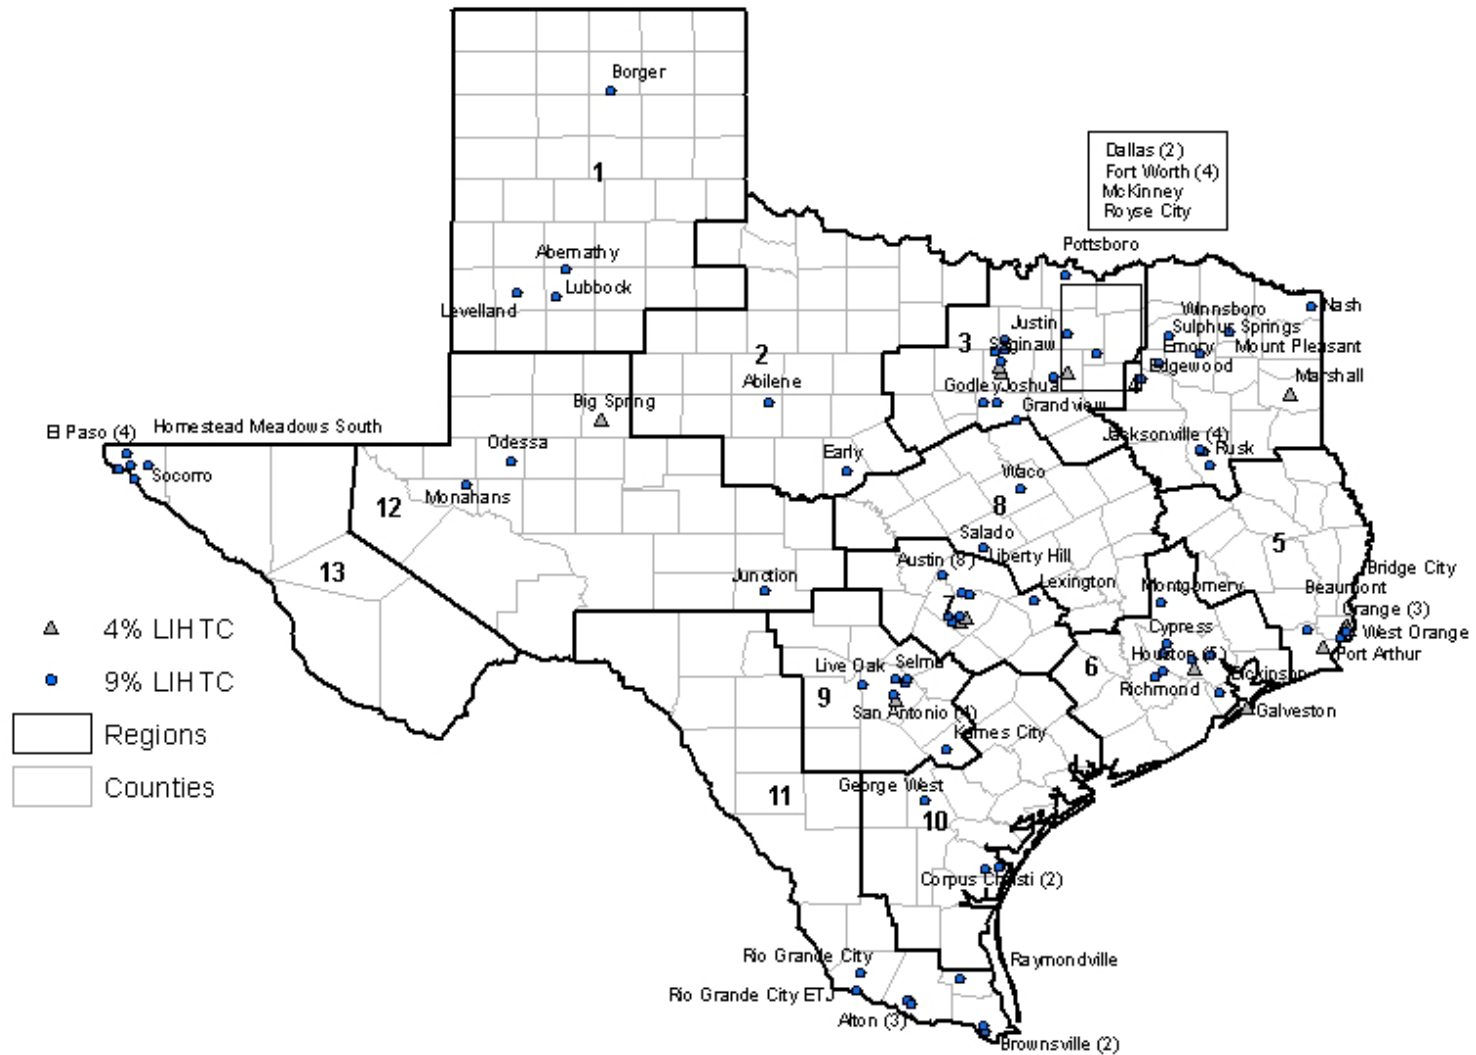 Borger
1
Dallas (2)
Fort Worth (4)
McKinney
Royse City
Pottsboro
Abernathy
Lubbock
Levelland
Nash
Winnsboro
Justin
Sulphur Springs
3
Saginaw
Emory
Mount Pleasant
2
Edgewood
Marshall
Abilene
Godley
Joshua
4
Big Spring
Grandview
El Paso (4)
Homestead Meadows South
Jacksonville (4)
Odessa
Early
Rusk
Socorro
Waco
Monahans
12
8
Salado
5
Austin (8)
Liberty Hill
Bridge City
13
Junction
Lexington
Montgomery
Beaumont
7
Orange (3)
4% LIHTC
Cypress
West Orange
Houston (5)
Port Arthur
Live Oak
Selma
6
Dickinson
9% LIHTC
Richmond
9
San Antonio (4)
Galveston
Regions
Karnes City
Counties
George West
11
10
Corpus Christi (2)
Rio Grande City
Raymondville
Rio Grande City ETJ
Alton (3)
Brownsville (2)